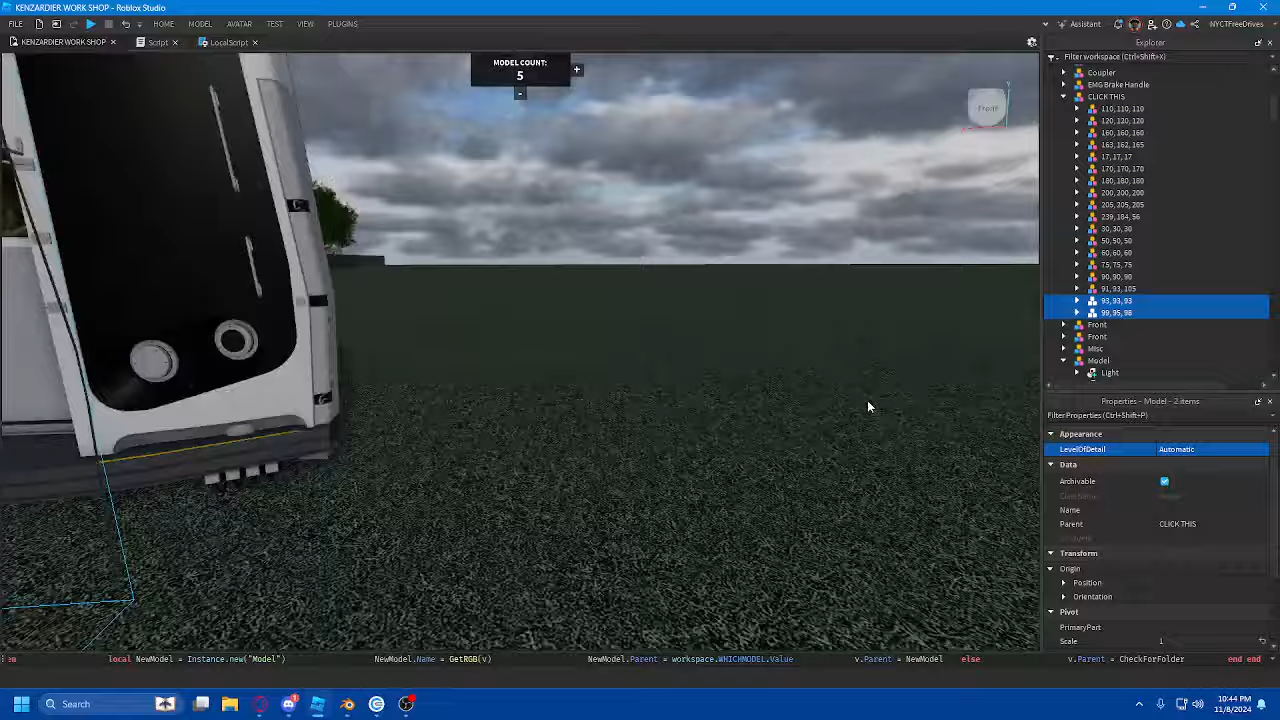 KENZARDIER WORK SHOP - Roblox Studio
FILE HOME MODEL AVATAR TEST VIEW PLUGINS Assistant NYCTFreeDrives
KENZARDIER WORK SHOP Script LocalScript
Explorer
Filter workspace (Ctrl+Shift+X)
MODEL COUNT:
5
+
-
Front
Coupler
EMG Brake Handle
CLICK THIS
110,110,110
120,120,120
160,160,160
163,162,165
17,17,17
170,170,170
180,180,180
200,200,200
205,205,205
239,184,56
30,30,30
50,50,50
60,60,60
75,75,75
90,90,90
91,93,105
93,93,93
99,95,98
Front
Front
Misc
Model
Light
Properties - Model - 2 items
Filter Properties (Ctrl+Shift+P)
Appearance
LevelOfDetail Automatic
Data
Archivable
Name
Parent CLICK THIS
Transform
Origin
Position
Orientation
Pivot
PrimaryPart
Scale 1
local NewModel = Instance.new("Model") NewModel.Name = GetRGB(v) NewModel.Parent = workspace.WHICHMODEL.Value v.Parent = NewModel else v.Parent = CheckForFolder end end
Search
1
10:44 PM
11/8/2024